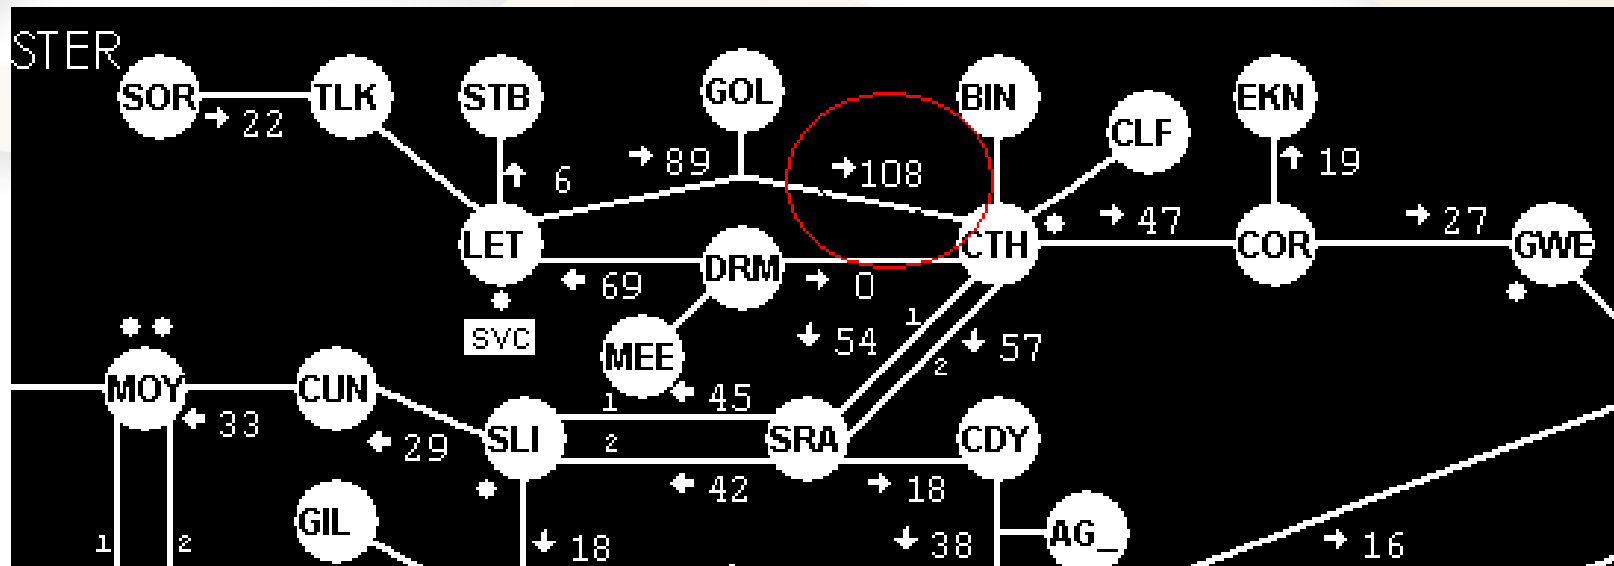 STER
SOR TLK STB GOL BIN CLF EKN
→ 22 ↑ 6 → 89 → 108 ↑ 19
LET DRM CTH → 47 COR → 27 GWE
← 69 → 0
SVC MEE ↓ 54 1 2 ↓ 57
MOY CUN 1 ← 45
← 33 ← 29 SLI 2 SRA CDY
← 42 → 18
GIL AG_
1 2 ↓ 18 ↓ 38 → 16